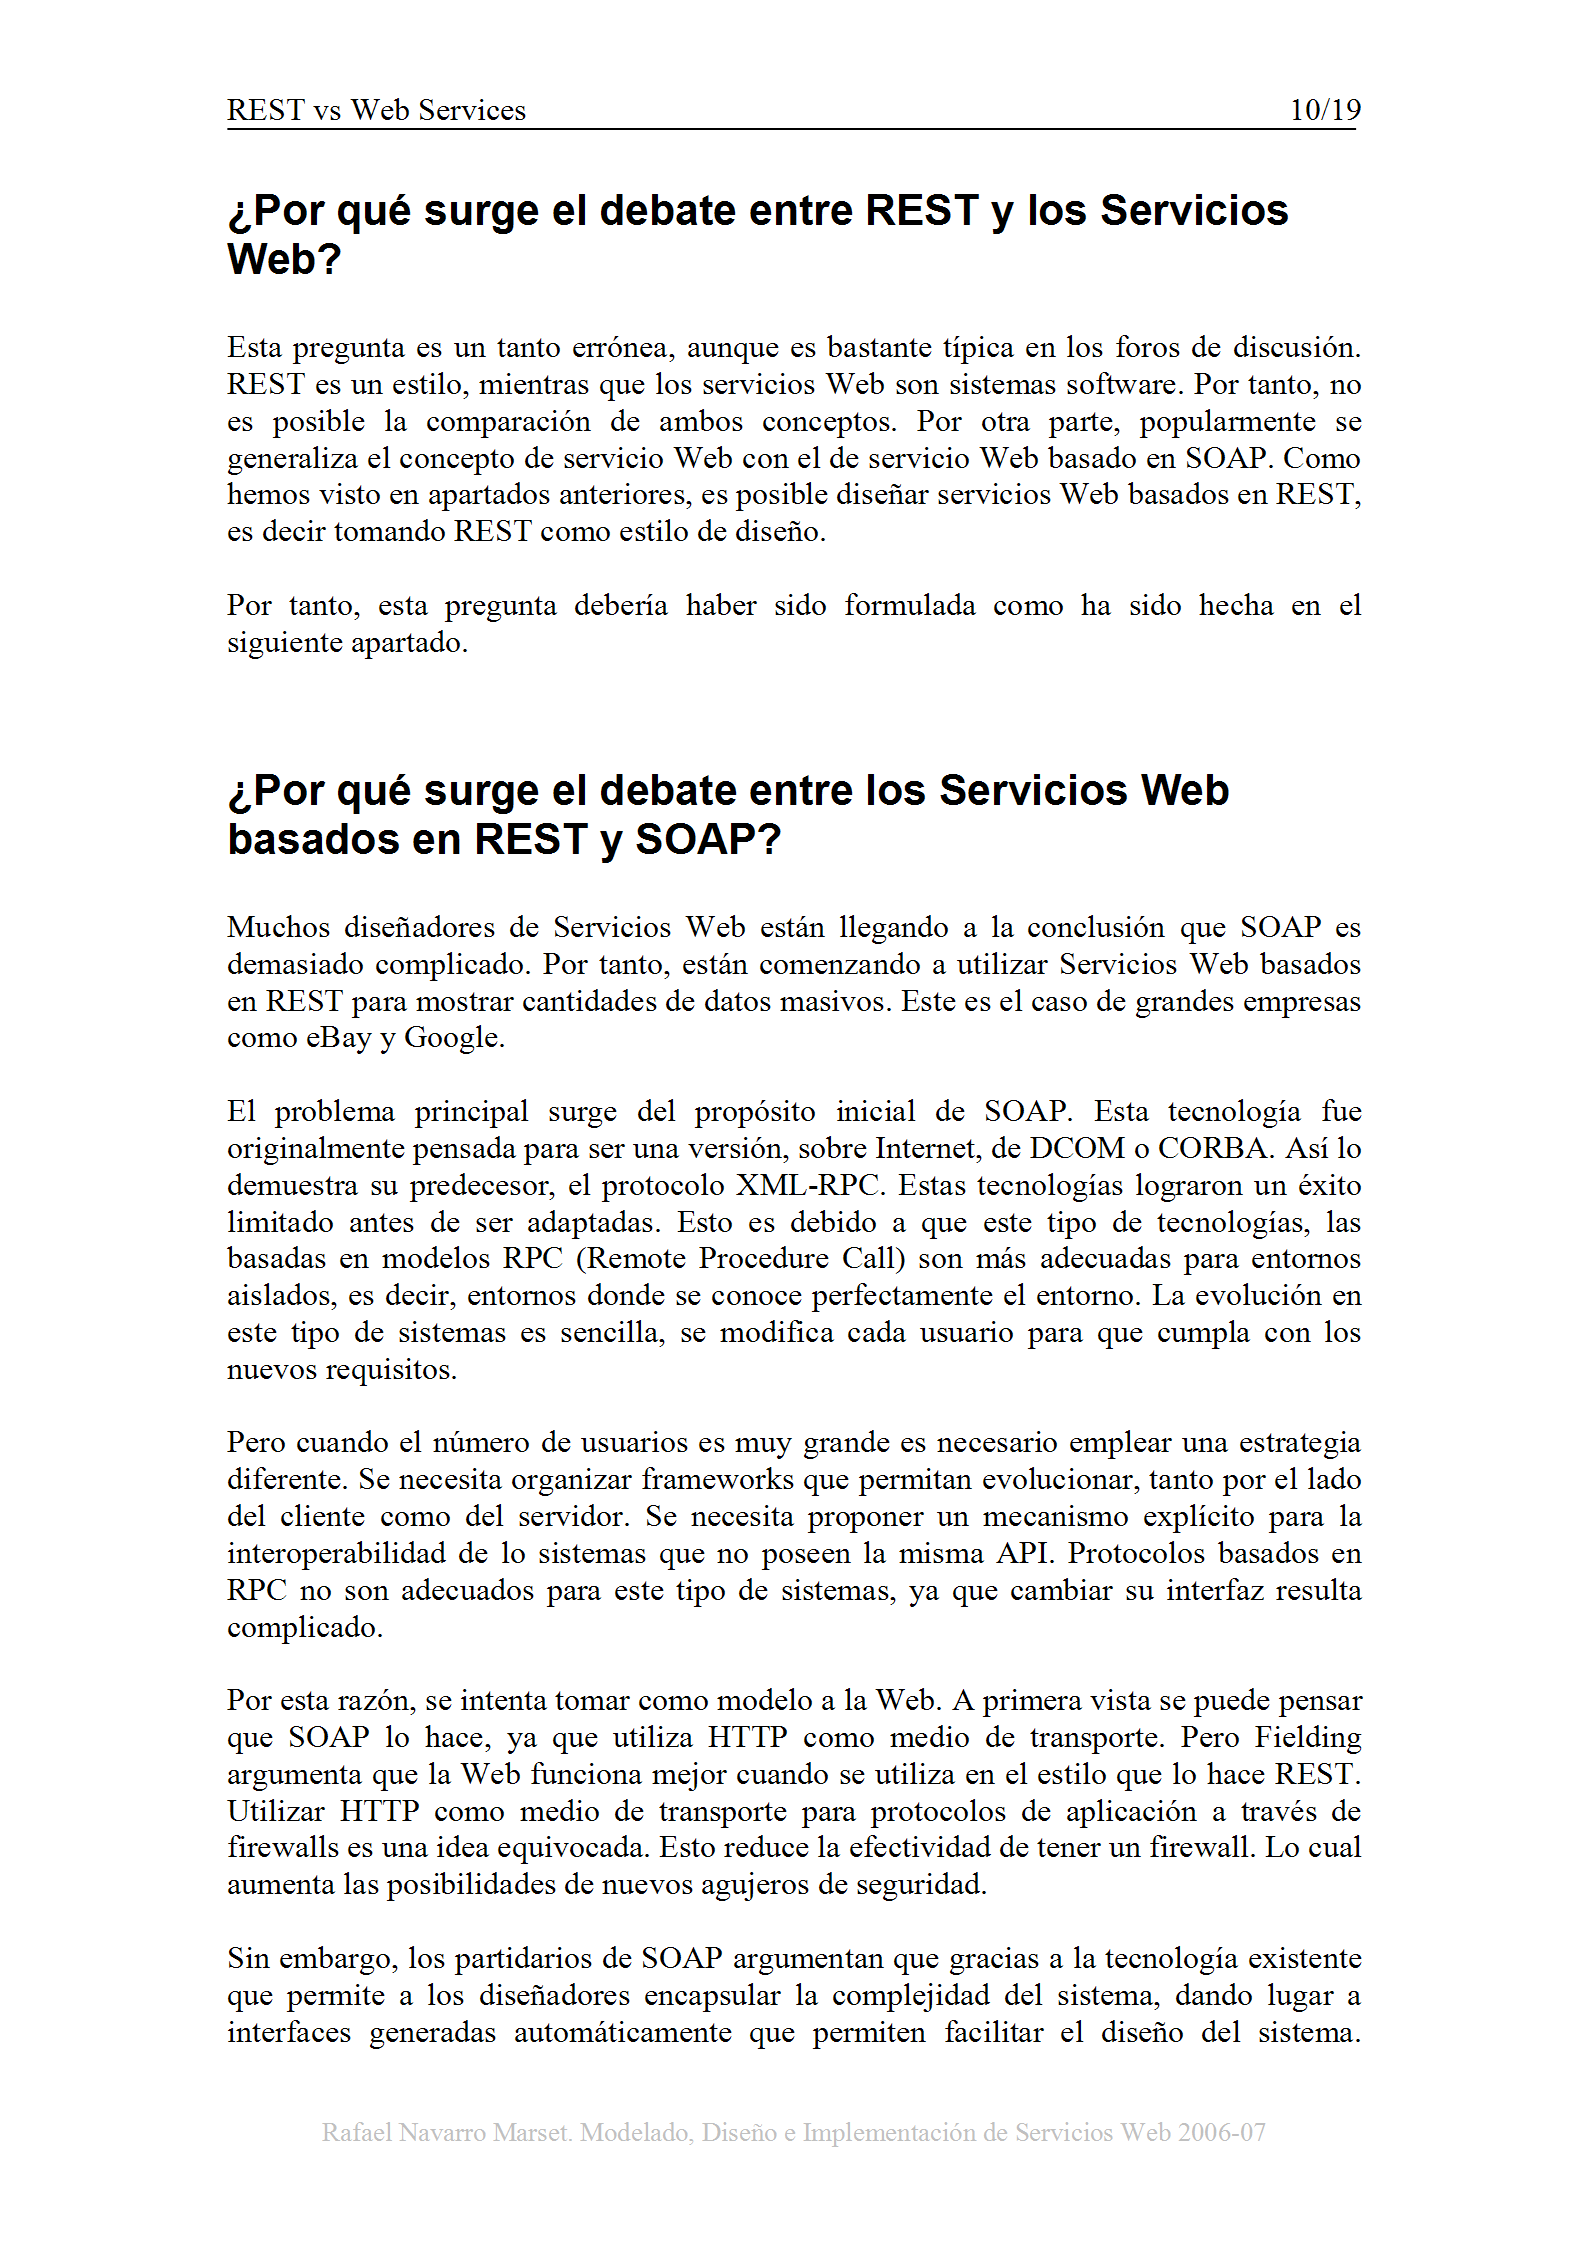 REST vs Web Services 10/19
¿Por qué surge el debate entre REST y los Servicios
Web?
Esta pregunta es un tanto errónea, aunque es bastante típica en los foros de discusión.
REST es un estilo, mientras que los servicios Web son sistemas software. Por tanto, no
es posible la comparación de ambos conceptos. Por otra parte, popularmente se
generaliza el concepto de servicio Web con el de servicio Web basado en SOAP. Como
hemos visto en apartados anteriores, es posible diseñar servicios Web basados en REST,
es decir tomando REST como estilo de diseño.
Por tanto, esta pregunta debería haber sido formulada como ha sido hecha en el
siguiente apartado.
¿Por qué surge el debate entre los Servicios Web
basados en REST y SOAP?
Muchos diseñadores de Servicios Web están llegando a la conclusión que SOAP es
demasiado complicado. Por tanto, están comenzando a utilizar Servicios Web basados
en REST para mostrar cantidades de datos masivos. Este es el caso de grandes empresas
como eBay y Google.
El problema principal surge del propósito inicial de SOAP. Esta tecnología fue
originalmente pensada para ser una versión, sobre Internet, de DCOM o CORBA. Así lo
demuestra su predecesor, el protocolo XML-RPC. Estas tecnologías lograron un éxito
limitado antes de ser adaptadas. Esto es debido a que este tipo de tecnologías, las
basadas en modelos RPC (Remote Procedure Call) son más adecuadas para entornos
aislados, es decir, entornos donde se conoce perfectamente el entorno. La evolución en
este tipo de sistemas es sencilla, se modifica cada usuario para que cumpla con los
nuevos requisitos.
Pero cuando el número de usuarios es muy grande es necesario emplear una estrategia
diferente. Se necesita organizar frameworks que permitan evolucionar, tanto por el lado
del cliente como del servidor. Se necesita proponer un mecanismo explícito para la
interoperabilidad de lo sistemas que no poseen la misma API. Protocolos basados en
RPC no son adecuados para este tipo de sistemas, ya que cambiar su interfaz resulta
complicado.
Por esta razón, se intenta tomar como modelo a la Web. A primera vista se puede pensar
que SOAP lo hace, ya que utiliza HTTP como medio de transporte. Pero Fielding
argumenta que la Web funciona mejor cuando se utiliza en el estilo que lo hace REST.
Utilizar HTTP como medio de transporte para protocolos de aplicación a través de
firewalls es una idea equivocada. Esto reduce la efectividad de tener un firewall. Lo cual
aumenta las posibilidades de nuevos agujeros de seguridad.
Sin embargo, los partidarios de SOAP argumentan que gracias a la tecnología existente
que permite a los diseñadores encapsular la complejidad del sistema, dando lugar a
interfaces generadas automáticamente que permiten facilitar el diseño del sistema.
Rafael Navarro Marset. Modelado, Diseño e Implementación de Servicios Web 2006-07